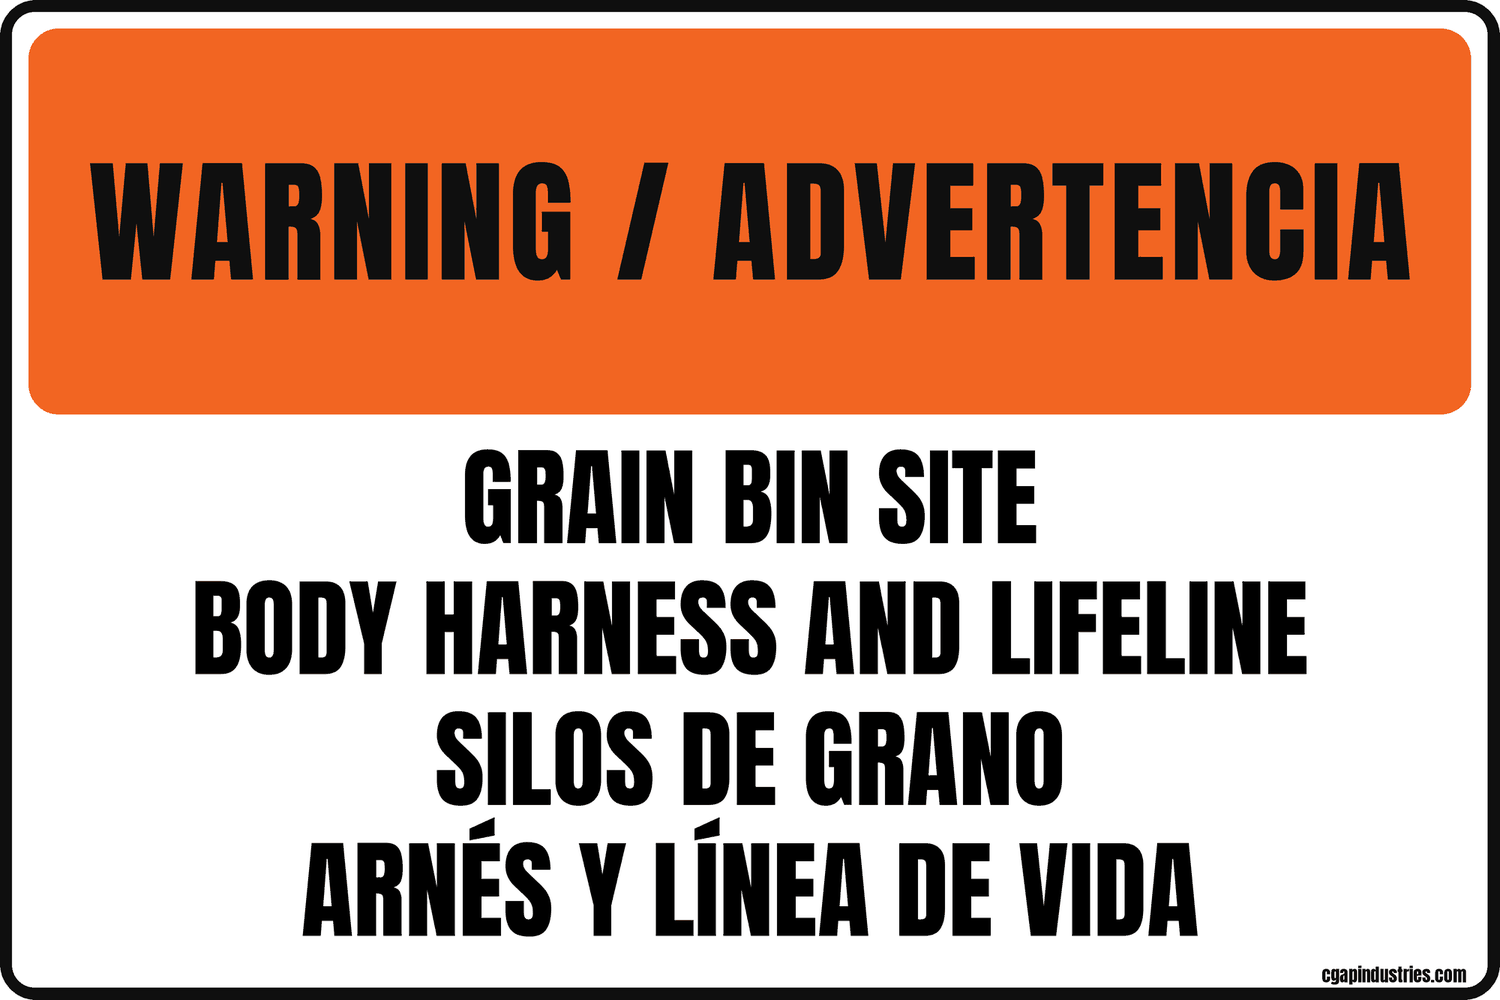 WARNING / ADVERTENCIA
GRAIN BIN SITE
BODY HARNESS AND LIFELINE
SILOS DE GRANO
ARNÉS Y LÍNEA DE VIDA
cgapindustries.com